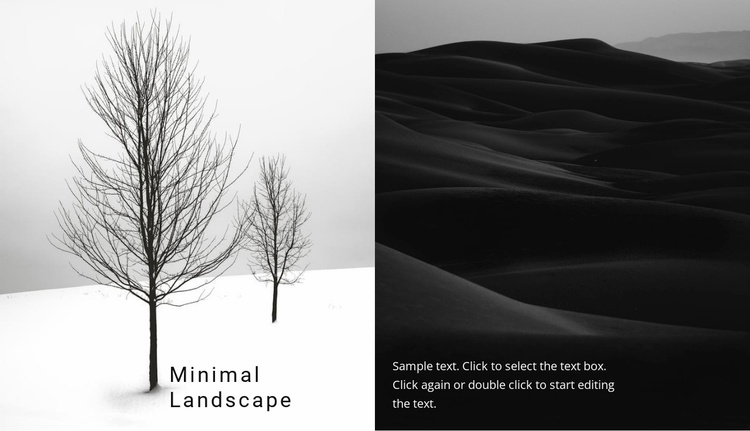 Minimal
Landscape
Sample text. Click to select the text box.
Click again or double click to start editing
the text.